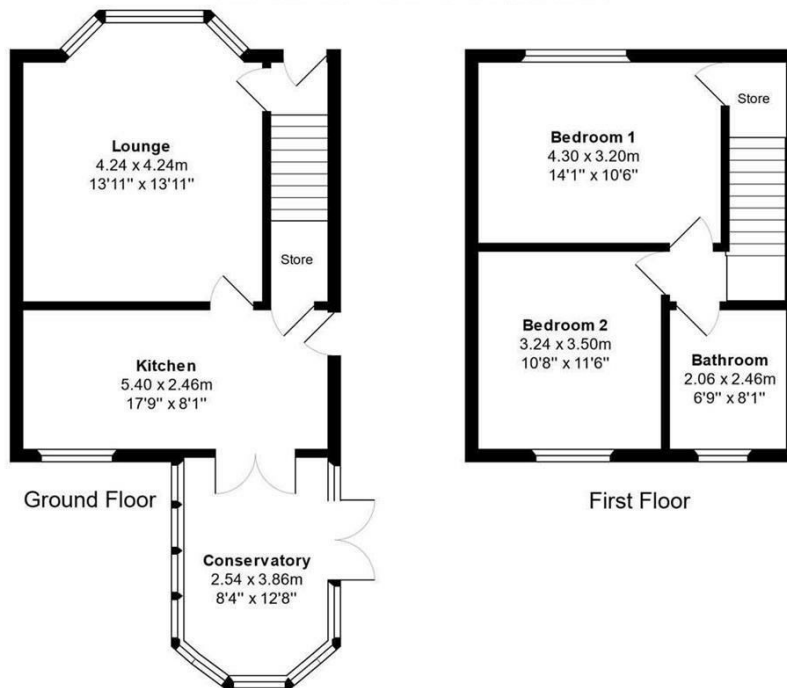 Lounge
4.24 x 4.24m
13'11" x 13'11"
Store
Kitchen
5.40 x 2.46m
17'9" x 8'1"
Ground Floor
Conservatory
2.54 x 3.86m
8'4" x 12'8"
Bedroom 1
4.30 x 3.20m
14'1" x 10'6"
Store
Bedroom 2
3.24 x 3.50m
10'8" x 11'6"
Bathroom
2.06 x 2.46m
6'9" x 8'1"
First Floor